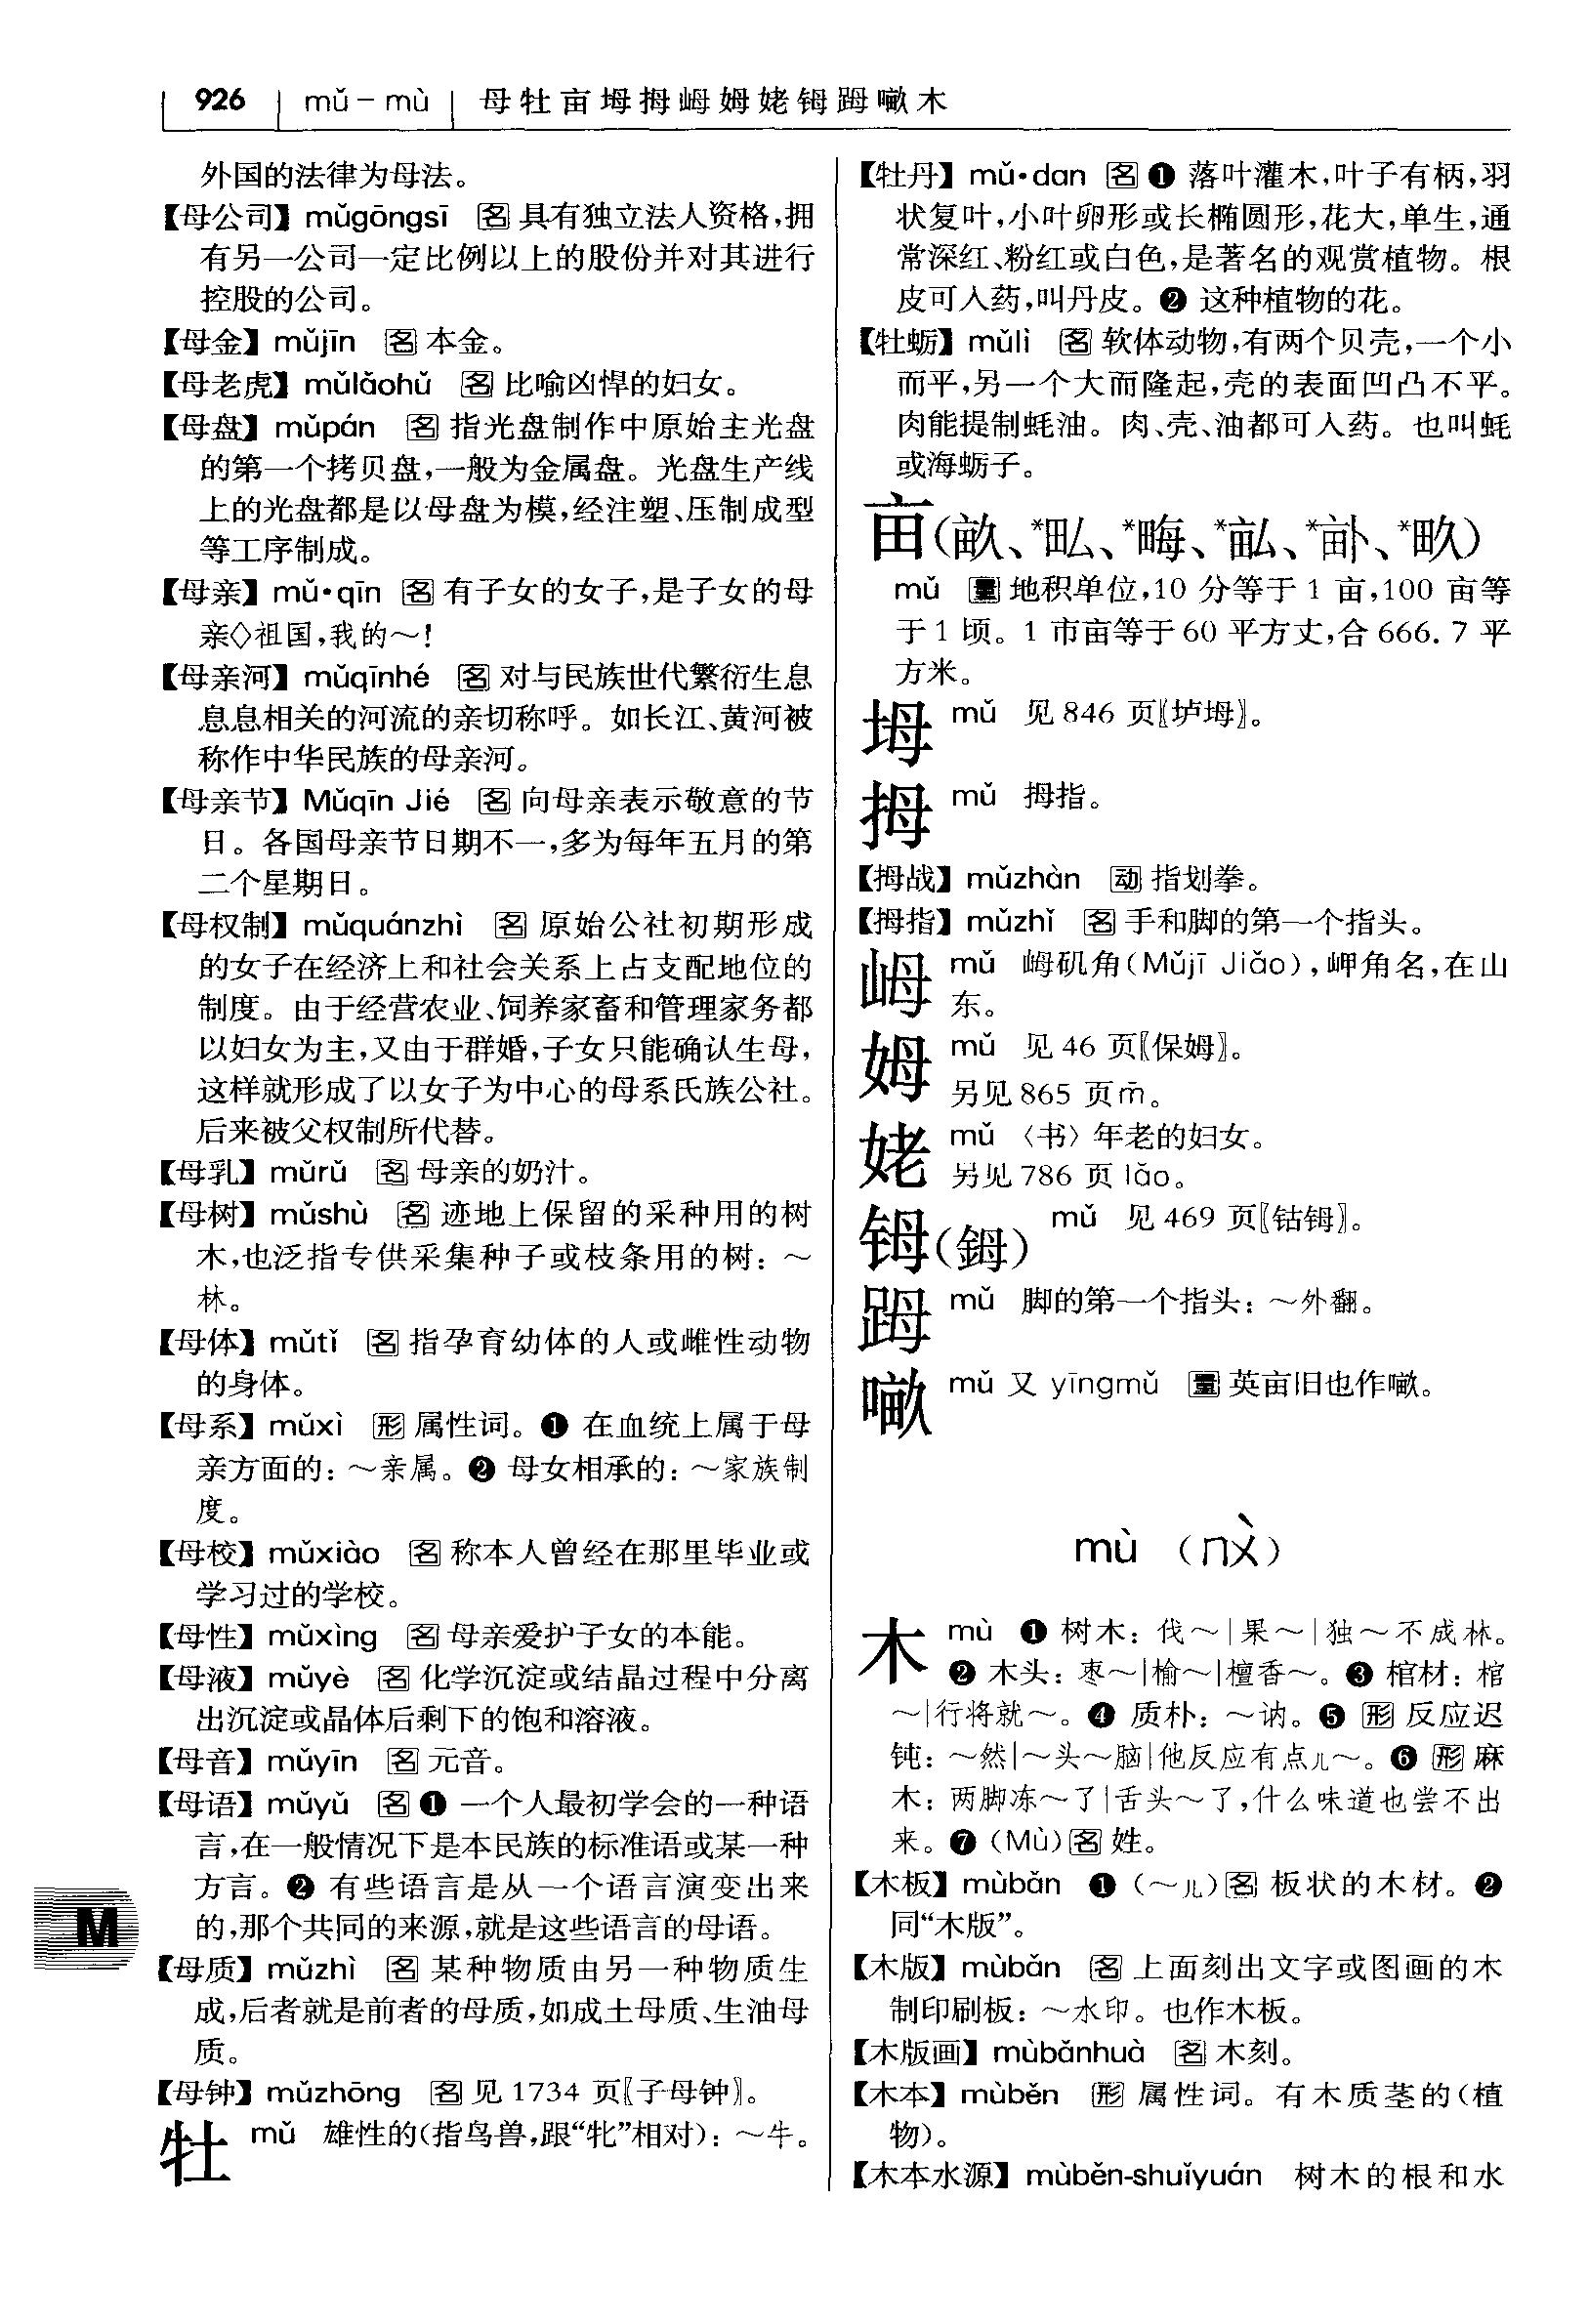 926 mǔ－mù 母牡亩坶拇峔姆姥钼踇㗱木
外国的法律为母法。
【母公司】mǔgōngsī 名 具有独立法人资格,拥
有另一公司一定比例以上的股份并对其进行
控股的公司。
【母金】mǔjīn 名 本金。
【母老虎】mǔlǎohǔ 名 比喻凶悍的妇女。
【母盘】mǔpán 名 指光盘制作中原始主光盘
的第一个拷贝盘,一般为金属盘。光盘生产线
上的光盘都是以母盘为模,经注塑、压制成型
等工序制成。
【母亲】mǔ·qīn 名 有子女的女子,是子女的母
亲◇祖国,我的～!
【母亲河】mǔqīnhé 名 对与民族世代繁衍生息
息息相关的河流的亲切称呼。如长江、黄河被
称作中华民族的母亲河。
【母亲节】Mǔqīn Jié 名 向母亲表示敬意的节
日。各国母亲节日期不一,多为每年五月的第
二个星期日。
【母权制】mǔquánzhì 名 原始公社初期形成
的女子在经济上和社会关系上占支配地位的
制度。由于经营农业、饲养家畜和管理家务都
以妇女为主,又由于群婚,子女只能确认生母,
这样就形成了以女子为中心的母系氏族公社。
后来被父权制所代替。
【母乳】mǔrǔ 名 母亲的奶汁。
【母树】mǔshù 名 迹地上保留的采种用的树
木,也泛指专供采集种子或枝条用的树：～
林。
【母体】mǔtǐ 名 指孕育幼体的人或雌性动物
的身体。
【母系】mǔxì 形 属性词。❶ 在血统上属于母
亲方面的：～亲属。❷ 母女相承的：～家族制
度。
【母校】mǔxiào 名 称本人曾经在那里毕业或
学习过的学校。
【母性】mǔxìng 名 母亲爱护子女的本能。
【母液】mǔyè 名 化学沉淀或结晶过程中分离
出沉淀或晶体后剩下的饱和溶液。
【母音】mǔyīn 名 元音。
【母语】mǔyǔ 名 ❶ 一个人最初学会的一种语
言,在一般情况下是本民族的标准语或某一种
方言。❷ 有些语言是从一个语言演变出来
的,那个共同的来源,就是这些语言的母语。
【母质】mǔzhì 名 某种物质由另一种物质生
成,后者就是前者的母质,如成土母质、生油母
质。
【母钟】mǔzhōng 名 见 1734 页〖子母钟〗。
牡 mǔ 雄性的(指鸟兽,跟“牝”相对)：～牛。
M
【牡丹】mǔ·dan 名 ❶ 落叶灌木,叶子有柄,羽
状复叶,小叶卵形或长椭圆形,花大,单生,通
常深红、粉红或白色,是著名的观赏植物。根
皮可入药,叫丹皮。❷ 这种植物的花。
【牡蛎】mǔlì 名 软体动物,有两个贝壳,一个小
而平,另一个大而隆起,壳的表面凹凸不平。
肉能提制蚝油。肉、壳、油都可入药。也叫蚝
或海蛎子。
亩(畝、*畂、*畮、*𤱈、*𤱑、*畆)
mǔ 量 地积单位,10 分等于 1 亩,100 亩等
于 1 顷。1 市亩等于 60 平方丈,合 666.7 平
方米。
坶 mǔ 见 846 页〖垆坶〗。
拇 mǔ 拇指。
【拇战】mǔzhàn 动 指划拳。
【拇指】mǔzhǐ 名 手和脚的第一个指头。
峔 mǔ 峔矶角(Mǔjī Jiǎo),岬角名,在山
东。
姆 mǔ 见 46 页〖保姆〗。
另见 865 页 m̄。
姥 mǔ 〈书〉年老的妇女。
另见 786 页 lǎo。
𬭁(鉧) mǔ 见 469 页〖钴𬭁〗。
踇 mǔ 脚的第一个指头：～外翻。
㗱 mǔ 又 yīngmǔ 量 英亩旧也作㗱。
mù (ㄇㄨˋ)
木 mù ❶ 树木：伐～|果～|独～不成林。
❷ 木头：枣～|榆～|檀香～。❸ 棺材：棺
～|行将就～。❹ 质朴：～讷。❺ 形 反应迟
钝：～然|～头～脑|他反应有点儿～。❻ 形 麻
木：两脚冻～了|舌头～了,什么味道也尝不出
来。❼ (Mù) 名 姓。
【木板】mùbǎn ❶ (～儿) 名 板状的木材。❷
同“木版”。
【木版】mùbǎn 名 上面刻出文字或图画的木
制印刷板：～水印。也作木板。
【木版画】mùbǎnhuà 名 木刻。
【木本】mùběn 形 属性词。有木质茎的(植
物)。
【木本水源】mùběn-shuǐyuán 树木的根和水